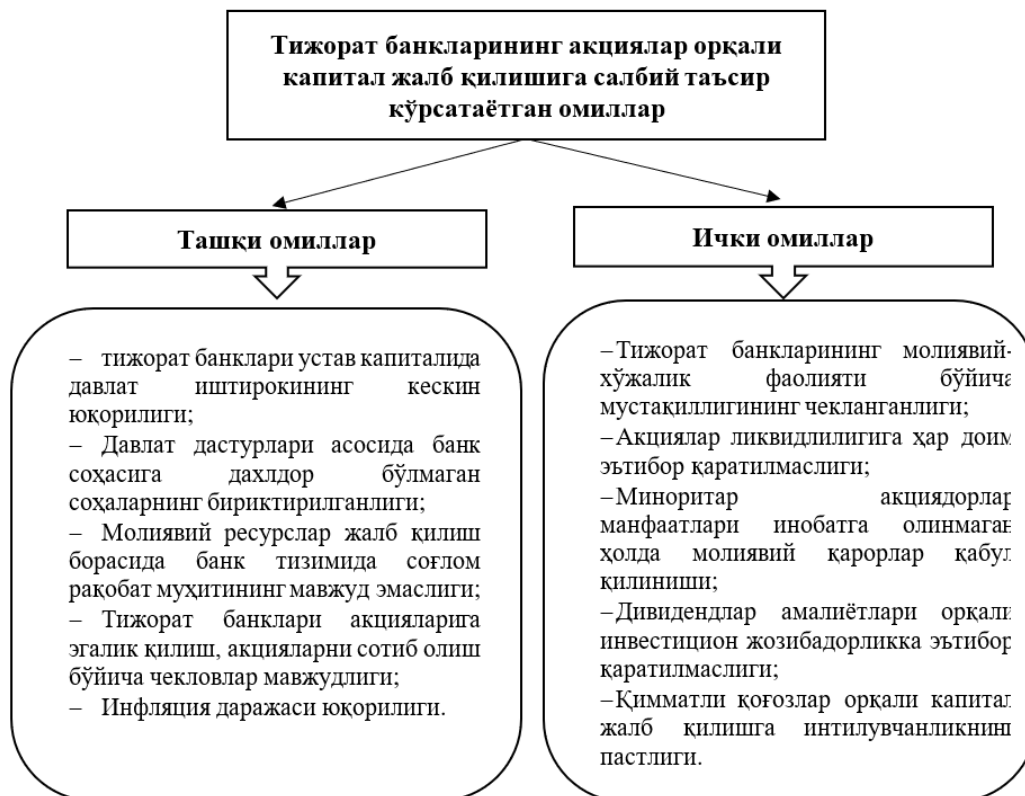 Тижорат банкларининг акциялар орқали
капитал жалб қилишига салбий таъсир
кўрсатаётган омиллар
Ташқи омиллар
– тижорат банклари устав капиталида
давлат иштирокининг кескин
юқорилиги;
– Давлат дастурлари асосида банк
соҳасига дахлдор бўлмаган
соҳаларнинг бириктирилганлиги;
– Молиявий ресурслар жалб қилиш
борасида банк тизимида соғлом
рақобат муҳитининг мавжуд эмаслиги;
– Тижорат банклари акцияларига
эгалик қилиш, акцияларни сотиб олиш
бўйича чекловлар мавжудлиги;
– Инфляция даражаси юқорилиги.
Ички омиллар
–Тижорат банкларининг молиявий-
хўжалик фаолияти бўйича
мустақиллигининг чекланганлиги;
–Акциялар ликвидлилигига ҳар доим
эътибор қаратилмаслиги;
–Миноритар акциядорлар
манфаатлари инобатга олинмаган
ҳолда молиявий қарорлар қабул
қилиниши;
–Дивидендлар амалиётлари орқали
инвестицион жозибадорликка эътибор
қаратилмаслиги;
–Қимматли қоғозлар орқали капитал
жалб қилишга интилувчанликнинг
пастлиги.